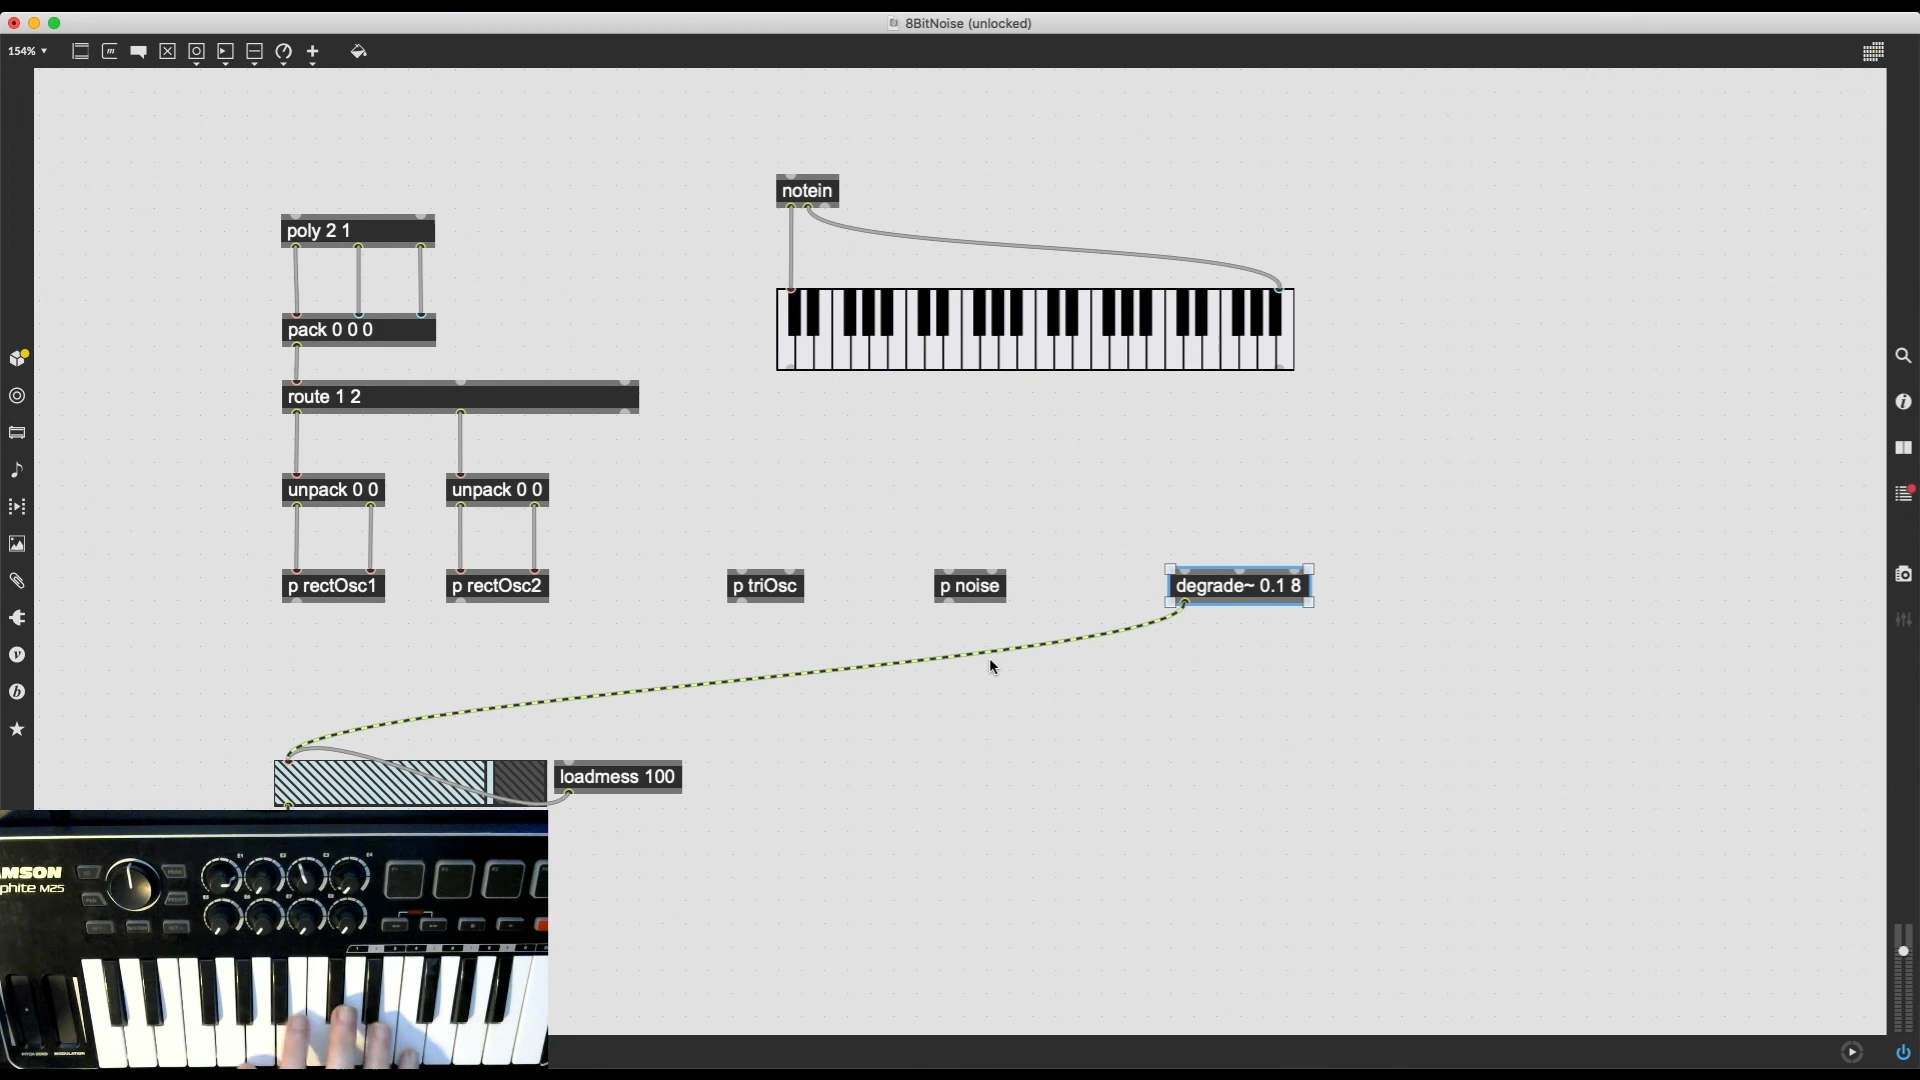 8BitNoise (unlocked)
154%
notein
poly 2 1
pack 0 0 0
route 1 2
unpack 0 0
unpack 0 0
p rectOsc1
p rectOsc2
p triOsc
p noise
degrade~ 0.1 8
loadmess 100
AMSON
phite M25